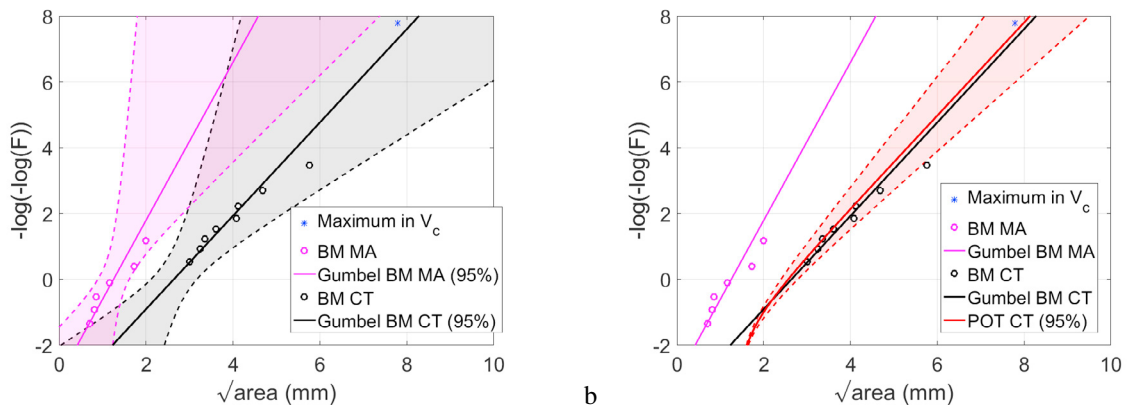 8
6
4
2
0
-2
-log(-log(F))
0 2 4 6 8 10
√area (mm)
Maximum in V_c
BM MA
Gumbel BM MA (95%)
BM CT
Gumbel BM CT (95%)
b
8
6
4
2
0
-2
-log(-log(F))
0 2 4 6 8 10
√area (mm)
Maximum in V_c
BM MA
Gumbel BM MA
BM CT
Gumbel BM CT
POT CT (95%)